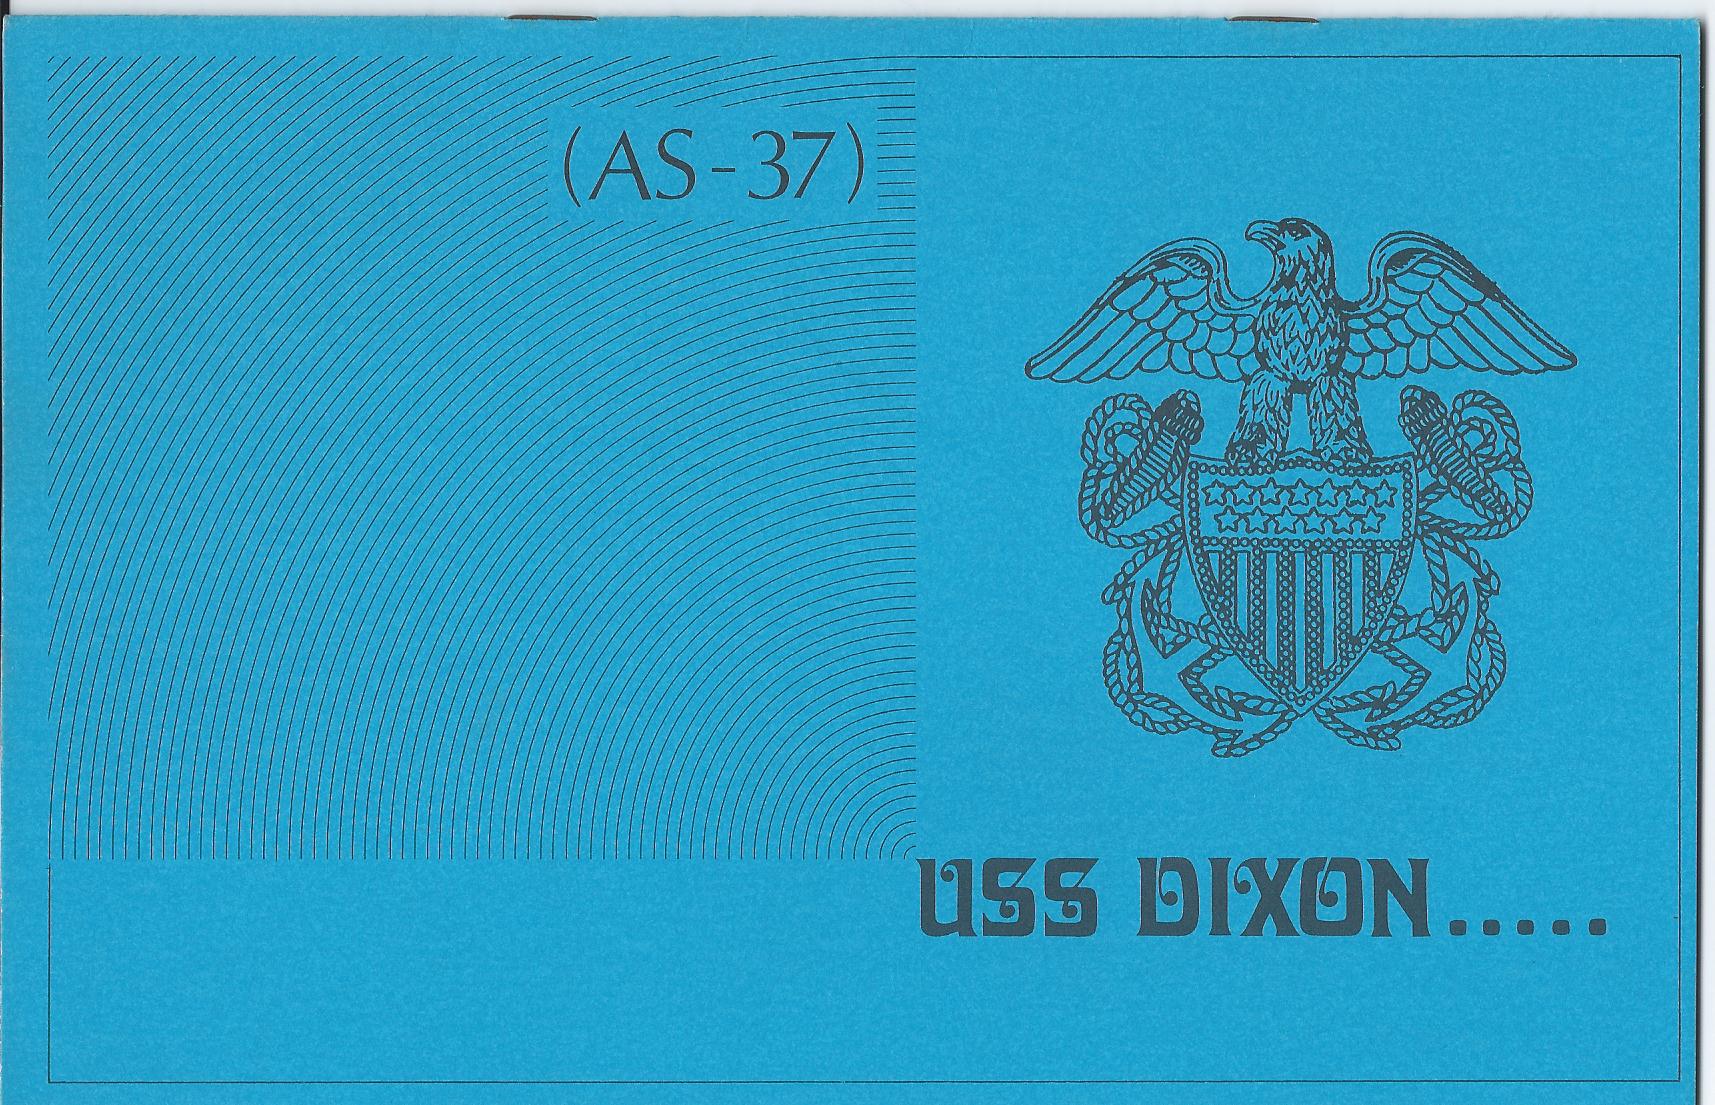 (AS-37)
USS DIXON.....